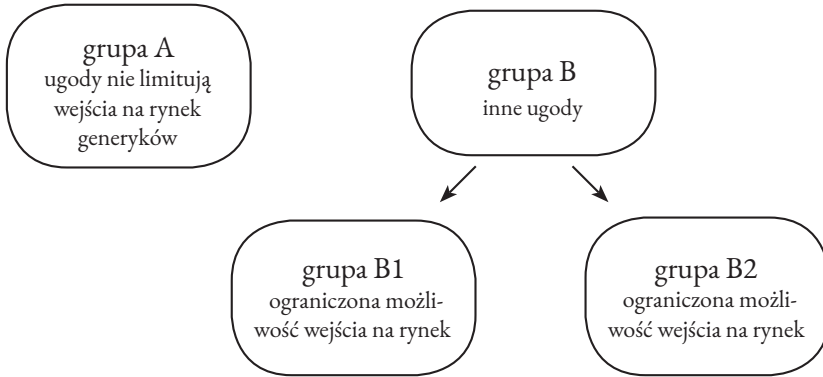 grupa A
ugody nie limitują
wejścia na rynek
generyków
grupa B
inne ugody
grupa B1
ograniczona możli-
wość wejścia na rynek
grupa B2
ograniczona możli-
wość wejścia na rynek